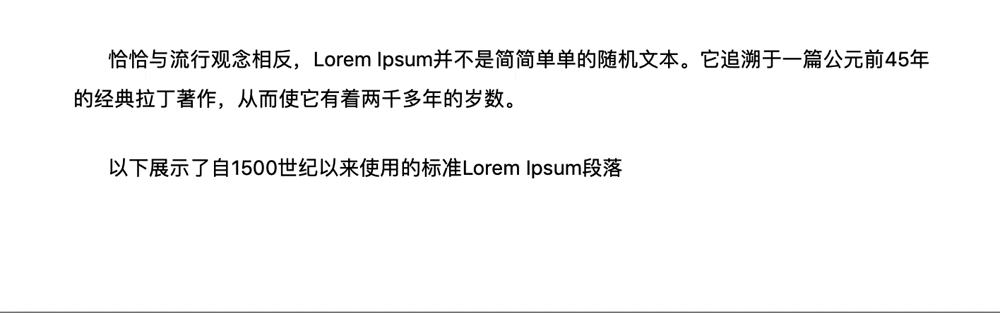 恰恰与流行观念相反，Lorem Ipsum并不是简简单单的随机文本。它追溯于一篇公元前45年
的经典拉丁著作，从而使它有着两千多年的岁数。
以下展示了自1500世纪以来使用的标准Lorem Ipsum段落